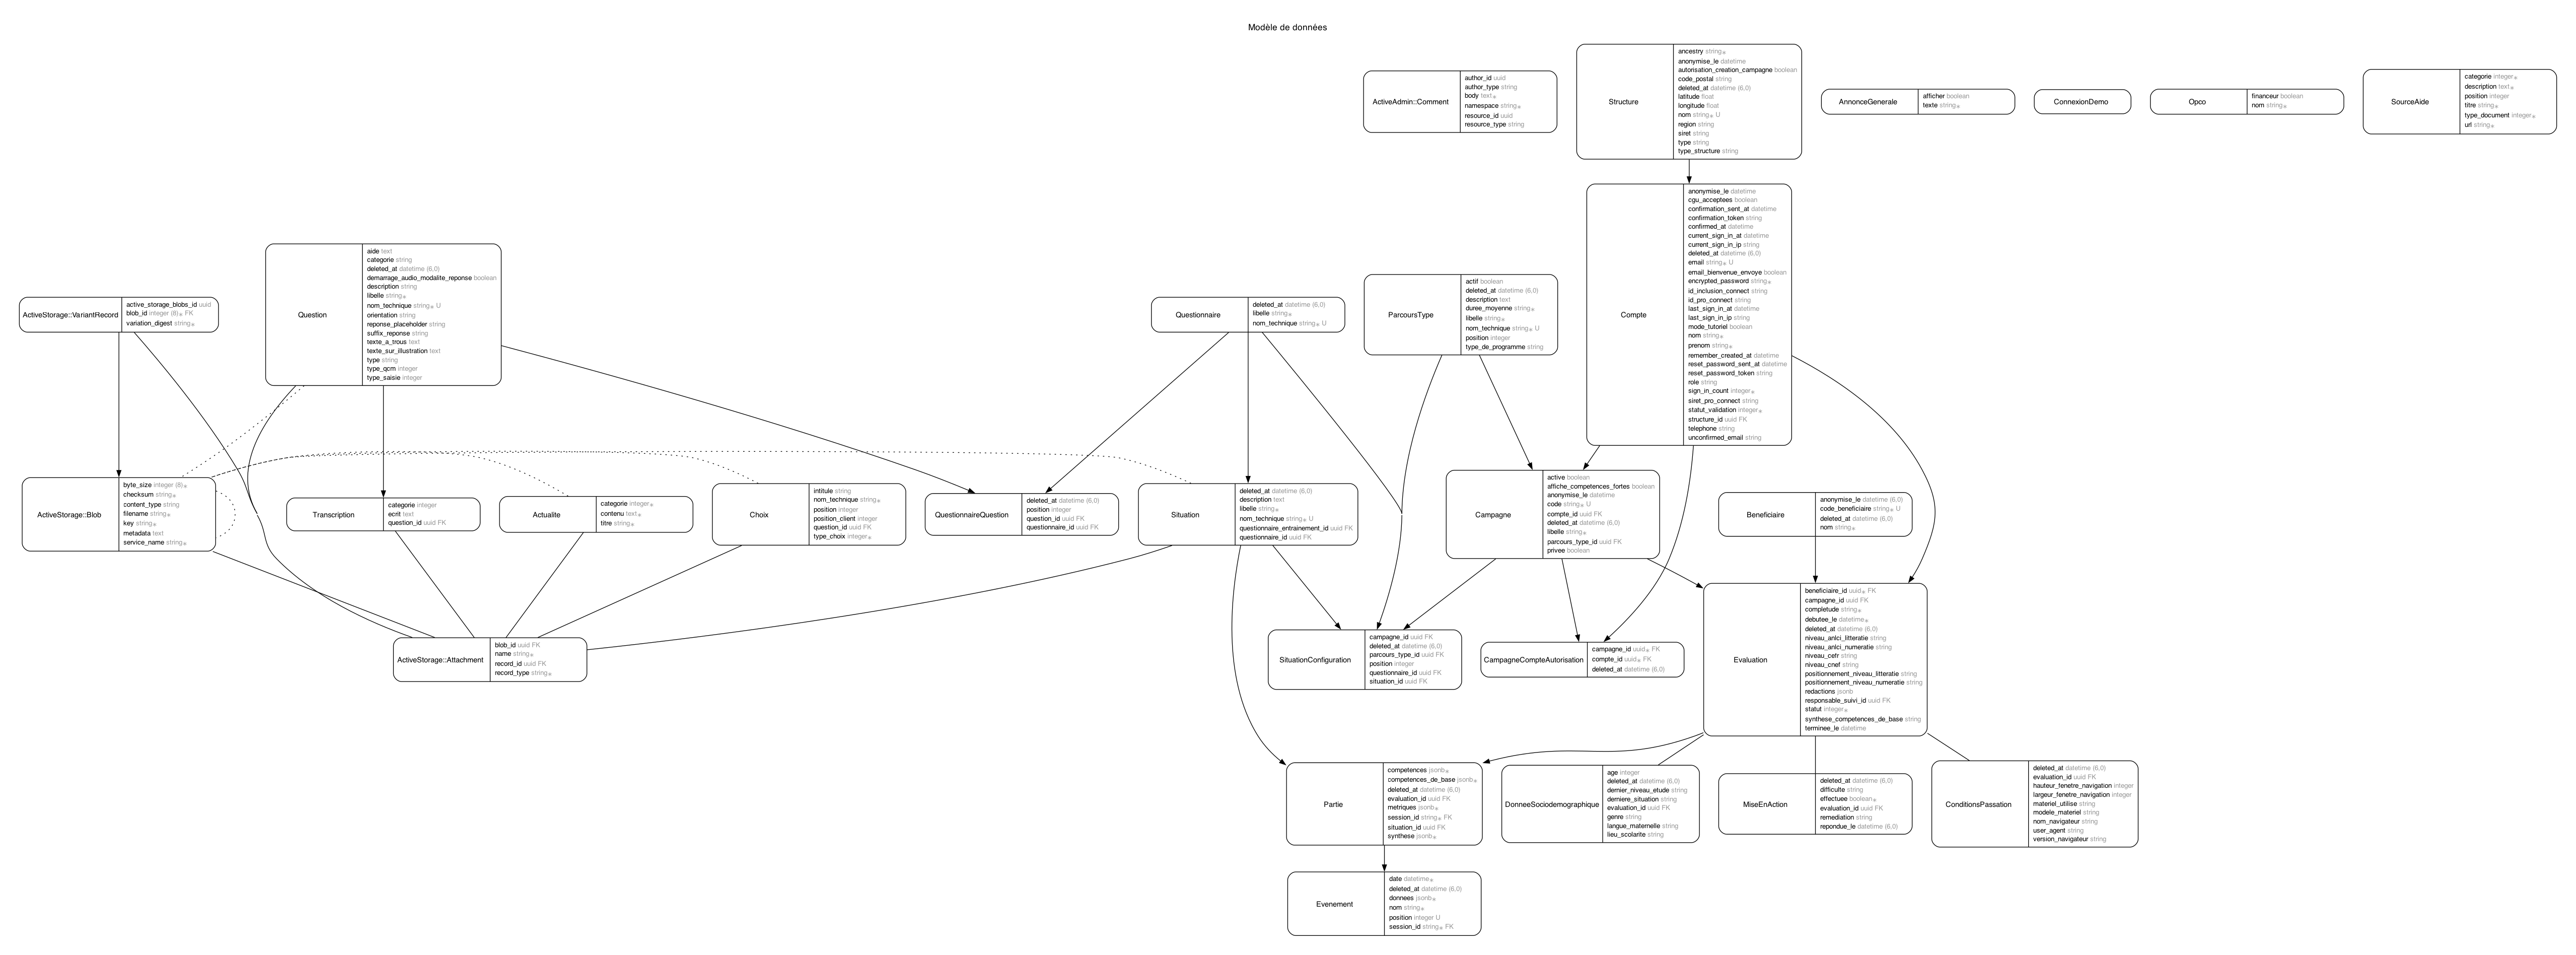 Modèle de données
ActiveAdmin::Comment
author_id uuid
author_type string
body text∗
namespace string∗
resource_id uuid
resource_type string
Structure
ancestry string∗
anonymise_le datetime
autorisation_creation_campagne boolean
code_postal string
deleted_at datetime (6,0)
latitude float
longitude float
nom string∗ U
region string
siret string
type string
type_structure string
AnnonceGenerale
afficher boolean
texte string∗
ConnexionDemo
Opco
financeur boolean
nom string∗
SourceAide
categorie integer∗
description text∗
position integer
titre string∗
type_document integer∗
url string∗
Compte
anonymise_le datetime
cgu_acceptees boolean
confirmation_sent_at datetime
confirmation_token string
confirmed_at datetime
current_sign_in_at datetime
current_sign_in_ip string
deleted_at datetime (6,0)
email string∗ U
email_bienvenue_envoye boolean
encrypted_password string∗
id_inclusion_connect string
id_pro_connect string
last_sign_in_at datetime
last_sign_in_ip string
mode_tutoriel boolean
nom string∗
prenom string∗
remember_created_at datetime
reset_password_sent_at datetime
reset_password_token string
role string
sign_in_count integer∗
siret_pro_connect string
statut_validation integer∗
structure_id uuid FK
telephone string
unconfirmed_email string
ActiveStorage::VariantRecord
active_storage_blobs_id uuid
blob_id integer (8)∗ FK
variation_digest string∗
Question
aide text
categorie string
deleted_at datetime (6,0)
demarrage_audio_modalite_reponse boolean
description string
libelle string∗
nom_technique string∗ U
orientation string
reponse_placeholder string
suffix_reponse string
texte_a_trous text
texte_sur_illustration text
type string
type_qcm integer
type_saisie integer
Questionnaire
deleted_at datetime (6,0)
libelle string∗
nom_technique string∗ U
ParcoursType
actif boolean
deleted_at datetime (6,0)
description text
duree_moyenne string∗
libelle string∗
nom_technique string∗ U
position integer
type_de_programme string
ActiveStorage::Blob
byte_size integer (8)∗
checksum string∗
content_type string
filename string∗
key string∗
metadata text
service_name string∗
Transcription
categorie integer
ecrit text
question_id uuid FK
Actualite
categorie integer∗
contenu text∗
titre string∗
Choix
intitule string
nom_technique string∗
position integer
position_client integer
question_id uuid FK
type_choix integer∗
QuestionnaireQuestion
deleted_at datetime (6,0)
position integer
question_id uuid FK
questionnaire_id uuid FK
Situation
deleted_at datetime (6,0)
description text
libelle string∗
nom_technique string∗ U
questionnaire_entrainement_id uuid FK
questionnaire_id uuid FK
Campagne
active boolean
affiche_competences_fortes boolean
anonymise_le datetime
code string∗ U
compte_id uuid FK
deleted_at datetime (6,0)
libelle string∗
parcours_type_id uuid FK
privee boolean
Beneficiaire
anonymise_le datetime (6,0)
code_beneficiaire string∗ U
deleted_at datetime (6,0)
nom string∗
ActiveStorage::Attachment
blob_id uuid FK
name string∗
record_id uuid FK
record_type string∗
SituationConfiguration
campagne_id uuid FK
deleted_at datetime (6,0)
parcours_type_id uuid FK
position integer
questionnaire_id uuid FK
situation_id uuid FK
CampagneCompteAutorisation
campagne_id uuid∗ FK
compte_id uuid∗ FK
deleted_at datetime (6,0)
Evaluation
beneficiaire_id uuid∗ FK
campagne_id uuid FK
completude string∗
debutee_le datetime∗
deleted_at datetime (6,0)
niveau_anlci_litteratie string
niveau_anlci_numeratie string
niveau_cefr string
niveau_cnef string
positionnement_niveau_litteratie string
positionnement_niveau_numeratie string
redactions jsonb
responsable_suivi_id uuid FK
statut integer∗
synthese_competences_de_base string
terminee_le datetime
Partie
competences jsonb∗
competences_de_base jsonb∗
deleted_at datetime (6,0)
evaluation_id uuid FK
metriques jsonb∗
session_id string∗ FK
situation_id uuid FK
synthese jsonb∗
DonneeSociodemographique
age integer
deleted_at datetime (6,0)
dernier_niveau_etude string
derniere_situation string
evaluation_id uuid FK
genre string
langue_maternelle string
lieu_scolarite string
MiseEnAction
deleted_at datetime (6,0)
difficulte string
effectuee boolean∗
evaluation_id uuid FK
remediation string
repondue_le datetime (6,0)
ConditionsPassation
deleted_at datetime (6,0)
evaluation_id uuid FK
hauteur_fenetre_navigation integer
largeur_fenetre_navigation integer
materiel_utilise string
modele_materiel string
nom_navigateur string
user_agent string
version_navigateur string
Evenement
date datetime∗
deleted_at datetime (6,0)
donnees jsonb∗
nom string∗
position integer U
session_id string∗ FK